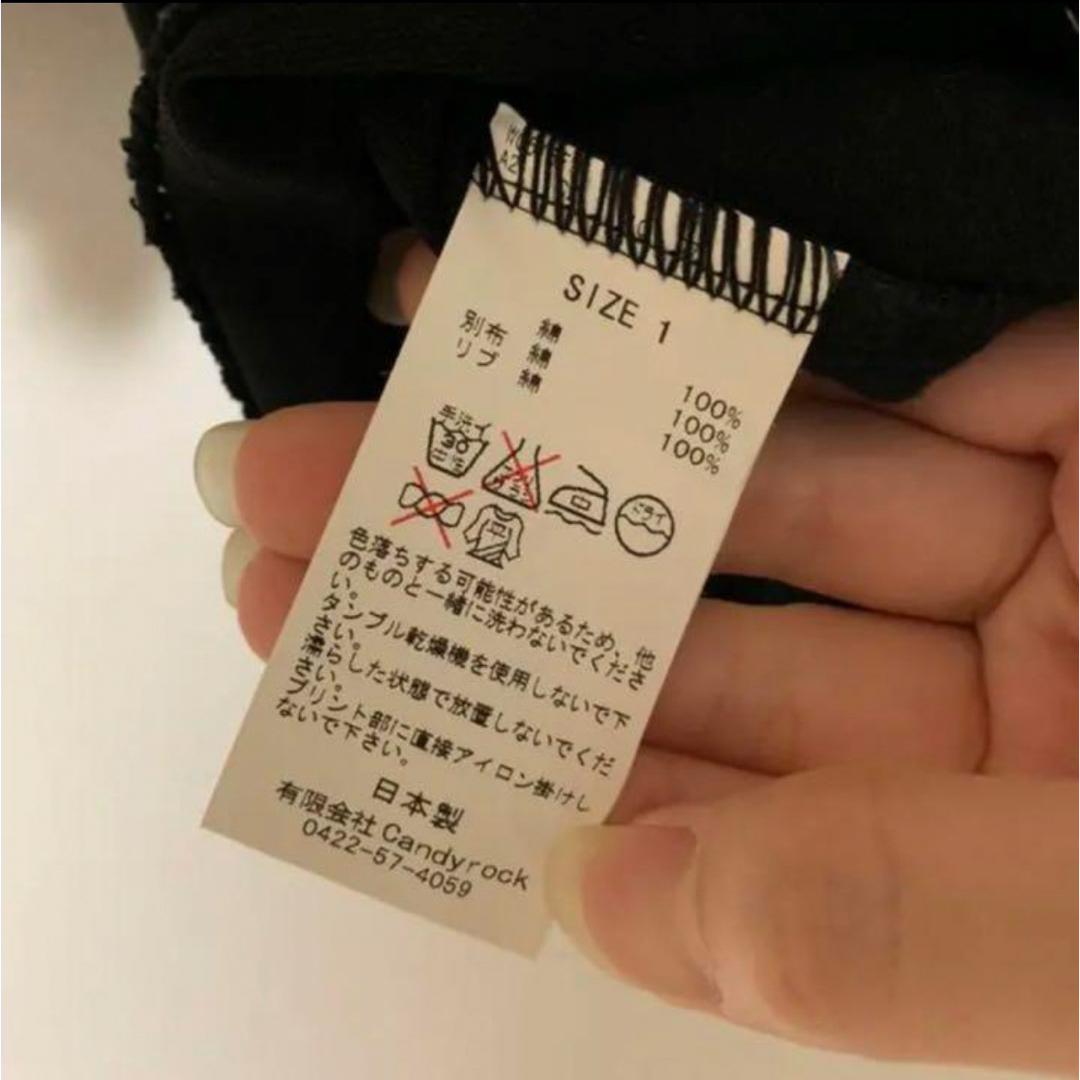 SIZE 1
綿 100%
別布 綿 100%
リブ 綿 100%
手洗イ
中性
ドライ
色落ちする可能性があるため、他
のものと一緒に洗わないでくださ
い。
タンブル乾燥機を使用しないで下
さい。
濡らした状態で放置しないでくだ
さい。
プリント部に直接アイロン掛けし
ないで下さい。
日本製
有限会社 Candyrock
0422-57-4059